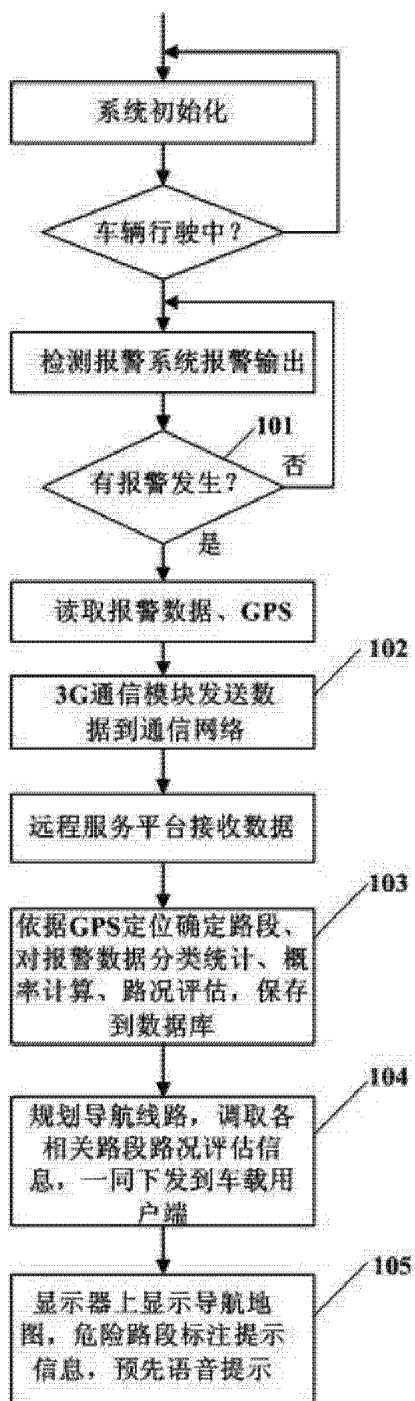 系统初始化
车辆行驶中?
检测报警系统报警输出
101
有报警发生?
否
是
读取报警数据、GPS
102
3G通信模块发送数
据到通信网络
远程服务平台接收数据
103
依据GPS定位确定路段、
对报警数据分类统计、概
率计算、路况评估,保存
到数据库
104
规划导航线路,调取各
相关路段路况评估信
息,一同下发到车载用
户端
105
显示器上显示导航地
图,危险路段标注提示
信息,预先语音提示